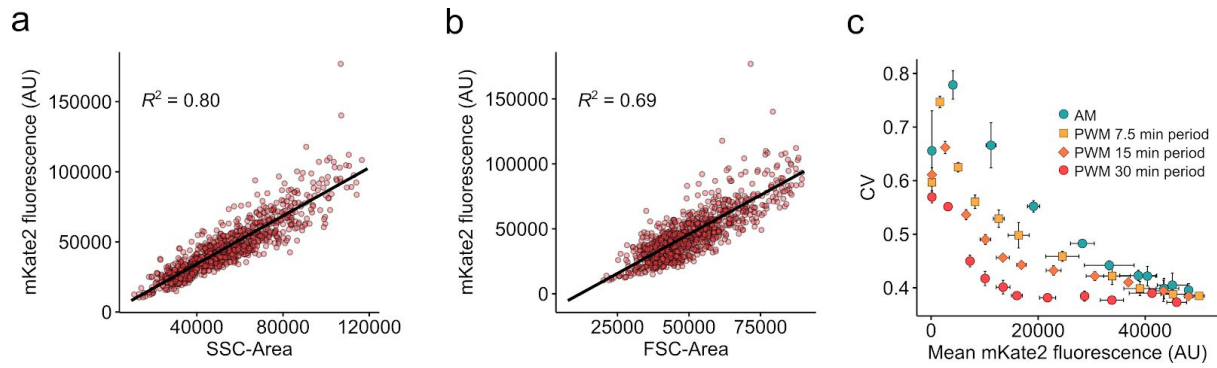 a
mKate2 fluorescence (AU)
150000
100000
50000
0
R² = 0.80
40000 80000 120000
SSC-Area
b
mKate2 fluorescence (AU)
150000
100000
50000
0
R² = 0.69
25000 50000 75000
FSC-Area
c
CV
0.8
0.7
0.6
0.5
0.4
AM
PWM 7.5 min period
PWM 15 min period
PWM 30 min period
0 20000 40000
Mean mKate2 fluorescence (AU)